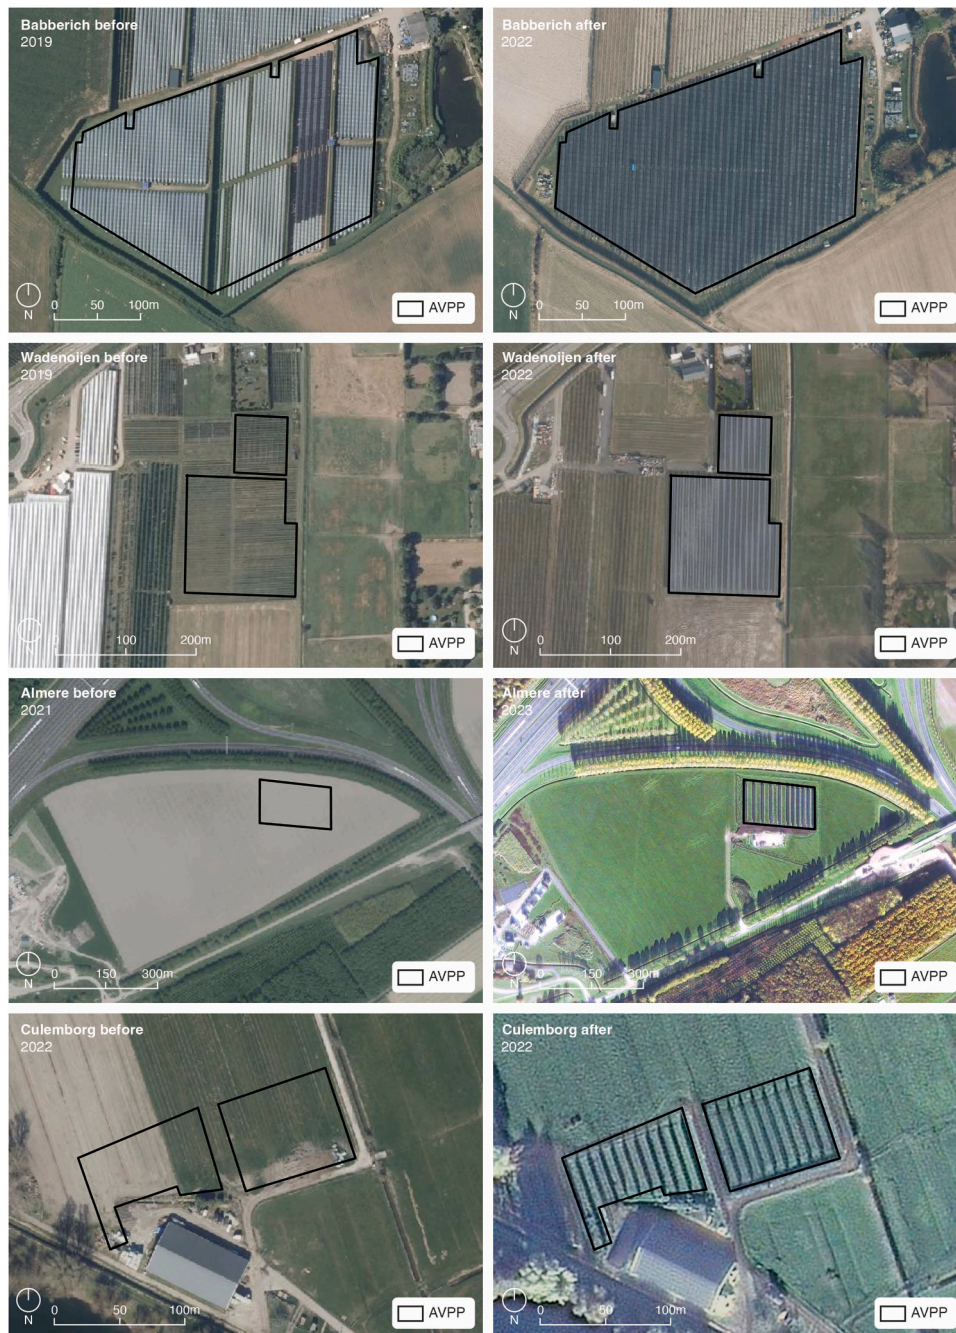 Babberich before
2019
N
0 50 100m
AVPP
Babberich after
2022
N
0 50 100m
AVPP
Wadenoijen before
2019
N
0 100 200m
AVPP
Wadenoijen after
2022
N
0 100 200m
AVPP
Almere before
2021
N
0 150 300m
AVPP
Almere after
2023
N
0 150 300m
AVPP
Culemborg before
2022
N
0 50 100m
AVPP
Culemborg after
2022
N
0 50 100m
AVPP